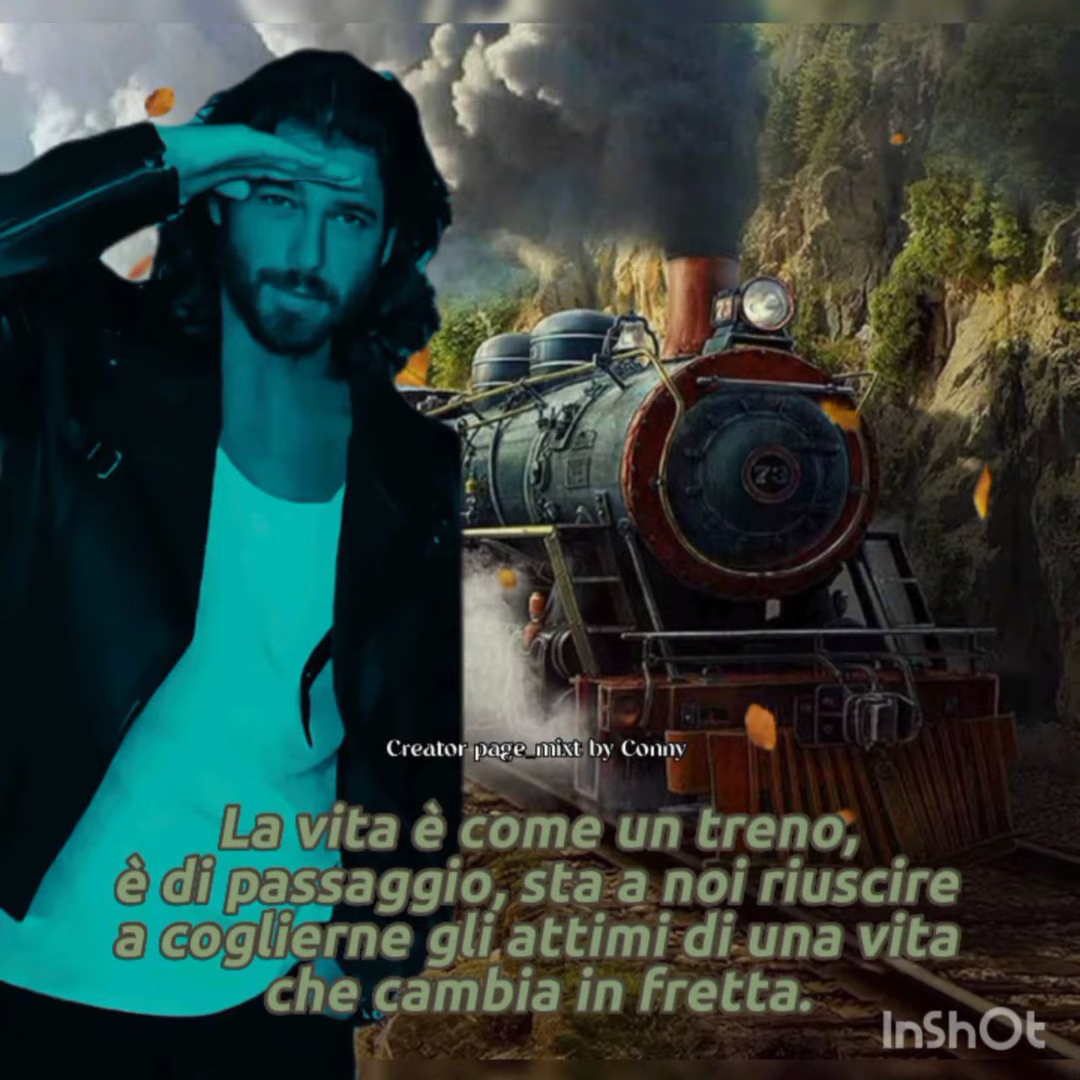 73
Creator page_mixt by Conny
La vita è come un treno,
è di passaggio, sta a noi riuscire
a coglierne gli attimi di una vita
che cambia in fretta.
InShOt